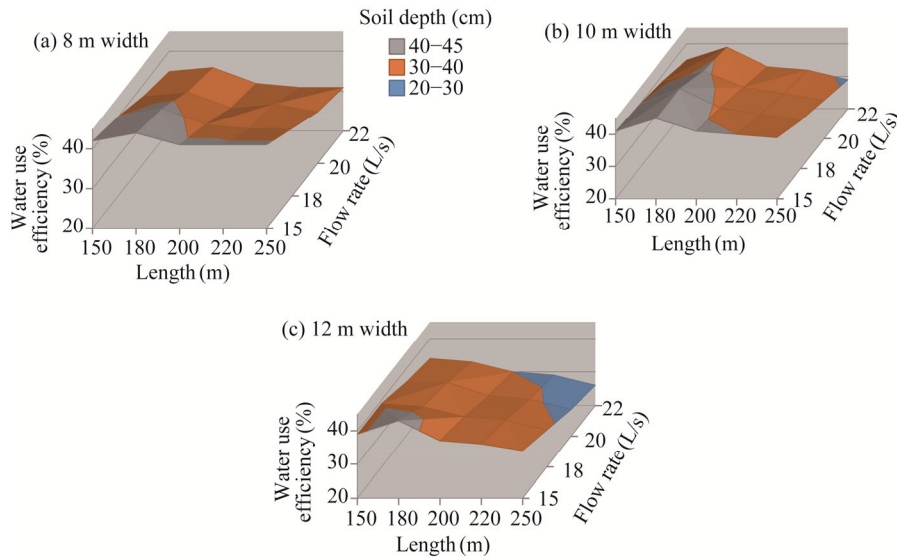 Soil depth (cm)
40−45
30−40
20−30
(a) 8 m width
Water use
efficiency (%)
40
30
20
150 180 200 220 250
Length (m)
15
18
20
22
Flow rate (L/s)
(b) 10 m width
Water use
efficiency (%)
40
30
20
150 180 200 220 250
Length (m)
15
18
20
22
Flow rate (L/s)
(c) 12 m width
Water use
efficiency (%)
40
30
20
150 180 200 220 250
Length (m)
15
18
20
22
Flow rate (L/s)